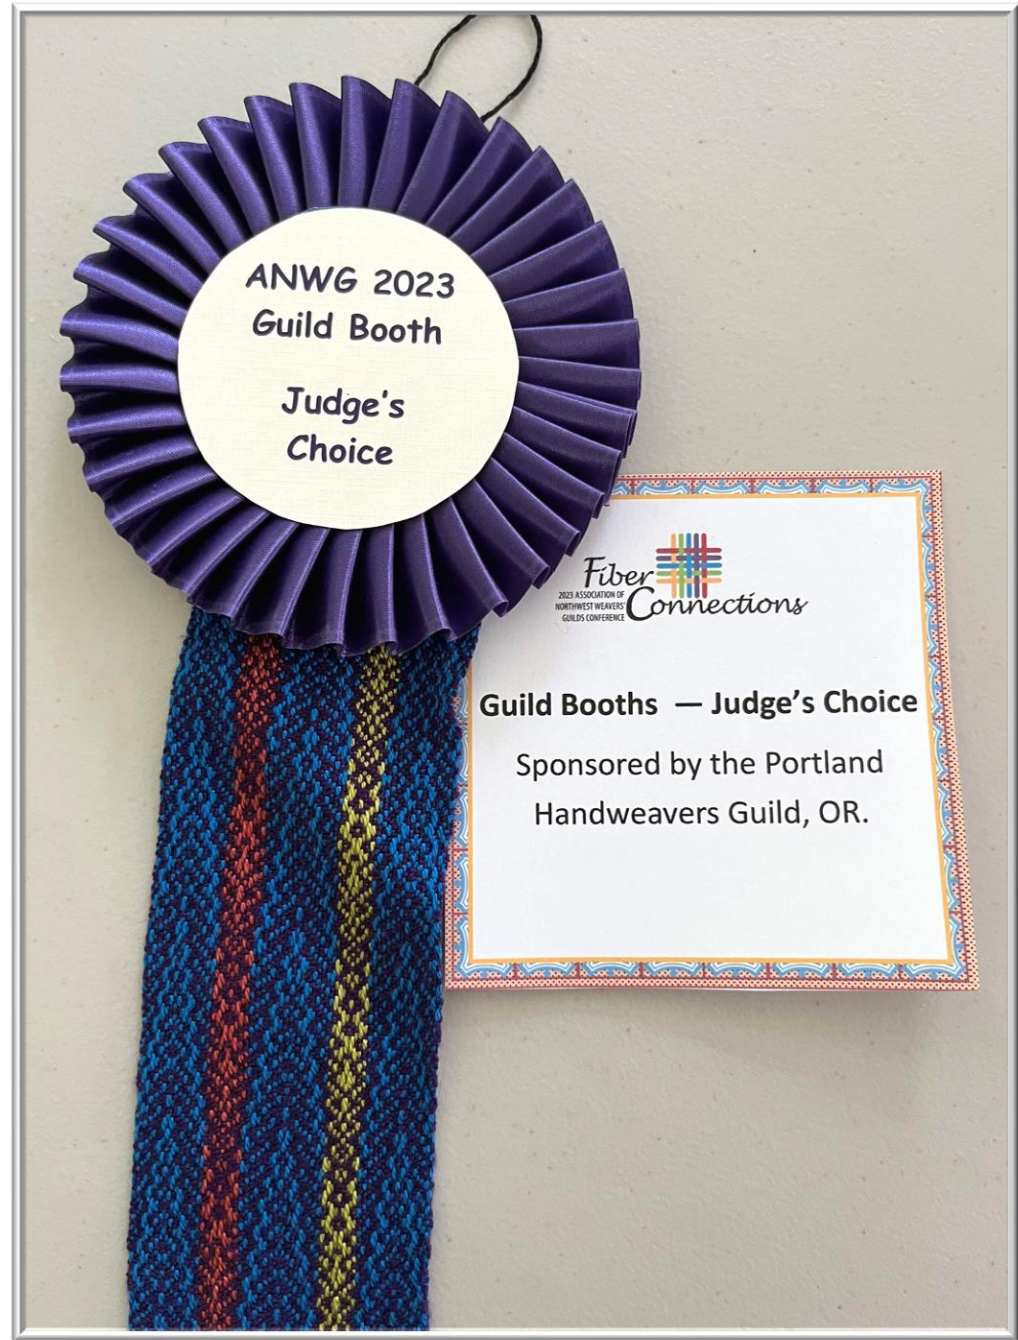 ANWG 2023
Guild Booth
Judge's
Choice
Fiber
2023 ASSOCIATION OF
NORTHWEST WEAVERS'
GUILDS CONFERENCE
Connections
Guild Booths — Judge's Choice
Sponsored by the Portland
Handweavers Guild, OR.